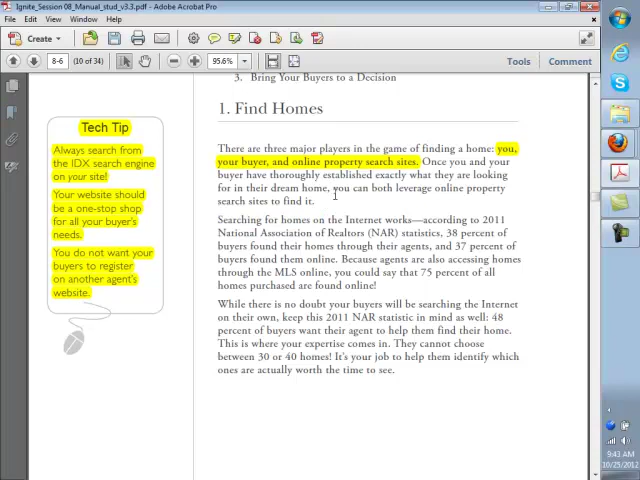 Ignite_Session 08_Manual_stud_v3.3.pdf - Adobe Acrobat Pro
File Edit View Window Help
Create
8-6 (10 of 34) 95.6% Tools Comment
3. Bring Your Buyers to a Decision
1. Find Homes
There are three major players in the game of finding a home: you,
your buyer, and online property search sites. Once you and your
buyer have thoroughly established exactly what they are looking
for in their dream home, you can both leverage online property
search sites to find it.
Searching for homes on the Internet works—according to 2011
National Association of Realtors (NAR) statistics, 38 percent of
buyers found their homes through their agents, and 37 percent of
buyers found them online. Because agents are also accessing homes
through the MLS online, you could say that 75 percent of all
homes purchased are found online!
While there is no doubt your buyers will be searching the Internet
on their own, keep this 2011 NAR statistic in mind as well: 48
percent of buyers want their agent to help them find their home.
This is where your expertise comes in. They cannot choose
between 30 or 40 homes! It's your job to help them identify which
ones are actually worth the time to see.
Tech Tip
Always search from
the IDX search engine
on your site!
Your website should
be a one-stop shop
for all your buyer's
needs.
You do not want your
buyers to register
on another agent's
website.
9:43 AM
10/25/2012